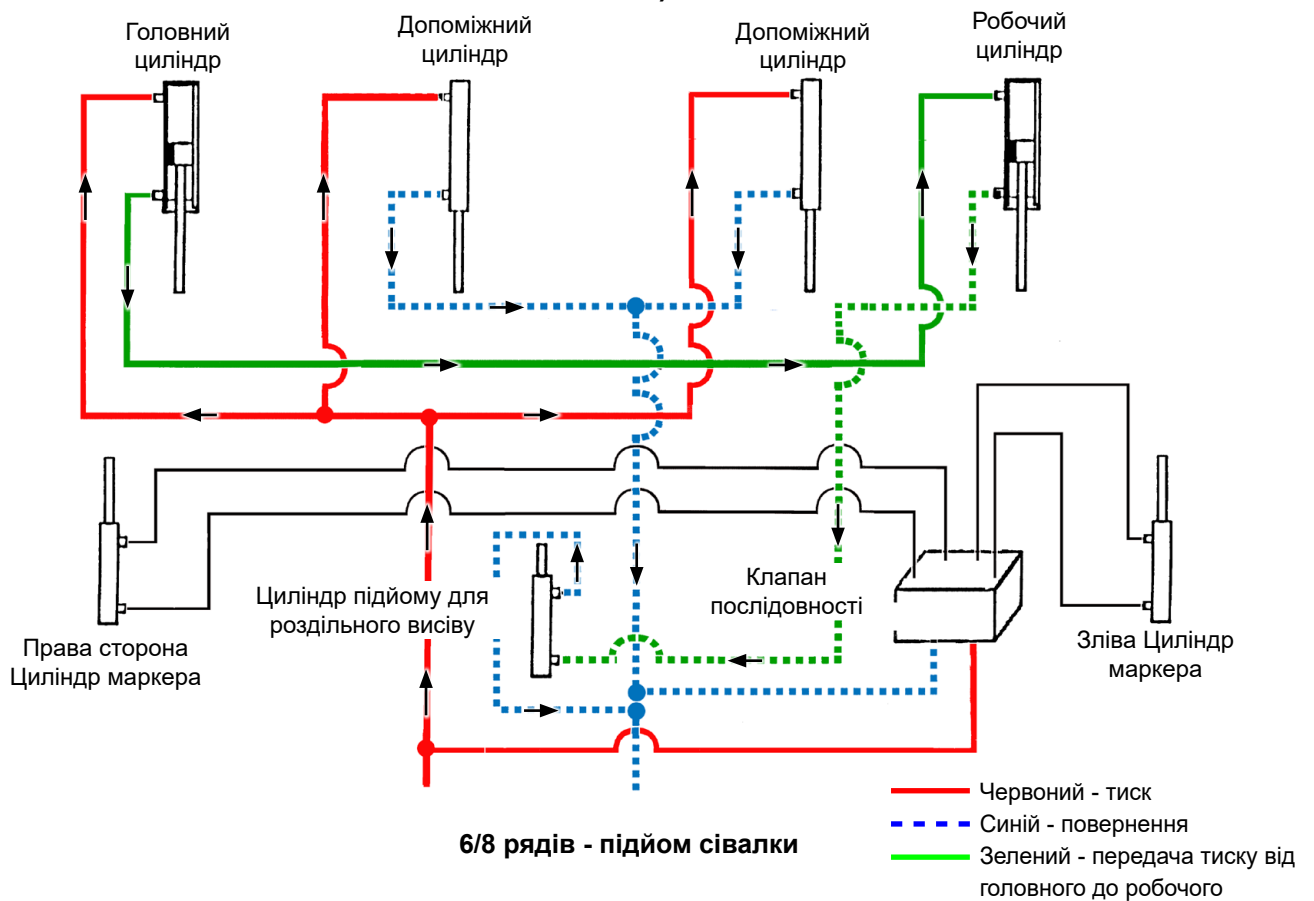 Головний
циліндр
Допоміжний
циліндр
Допоміжний
циліндр
Робочий
циліндр
Циліндр підйому для
роздільного висіву
Клапан
послідовності
Права сторона
Циліндр маркера
Зліва Циліндр
маркера
6/8 рядів - підйом сівалки
Червоний - тиск
Синій - повернення
Зелений - передача тиску від
головного до робочого